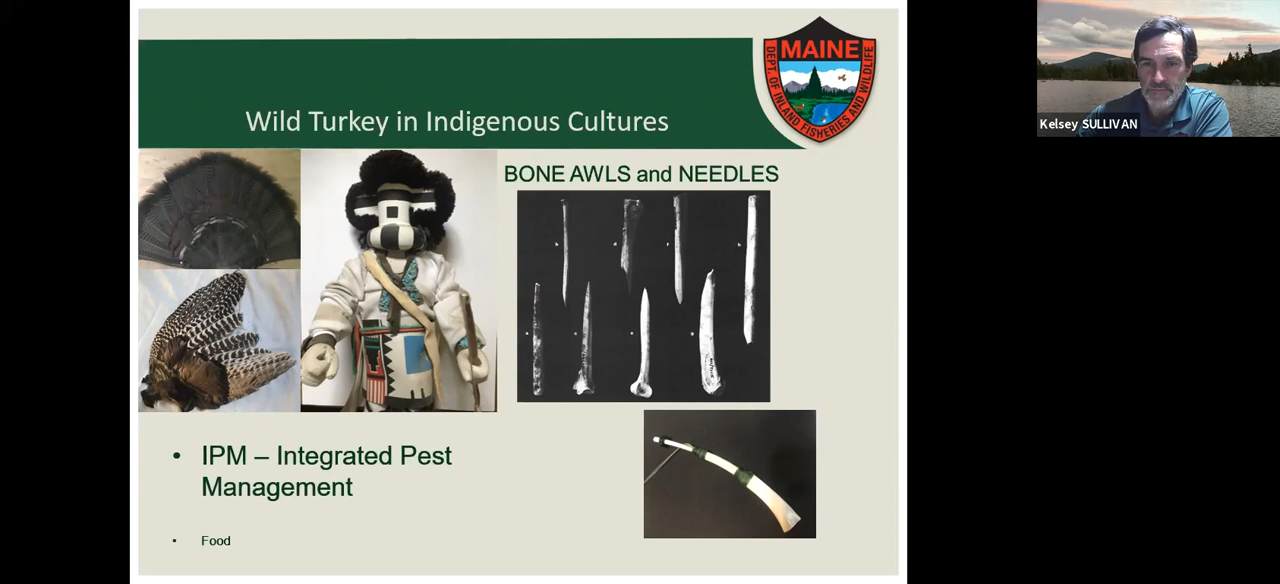 MAINE
DEPT. OF INLAND FISHERIES AND WILDLIFE
Kelsey SULLIVAN
Wild Turkey in Indigenous Cultures
BONE AWLS and NEEDLES
• IPM – Integrated Pest
Management
• Food